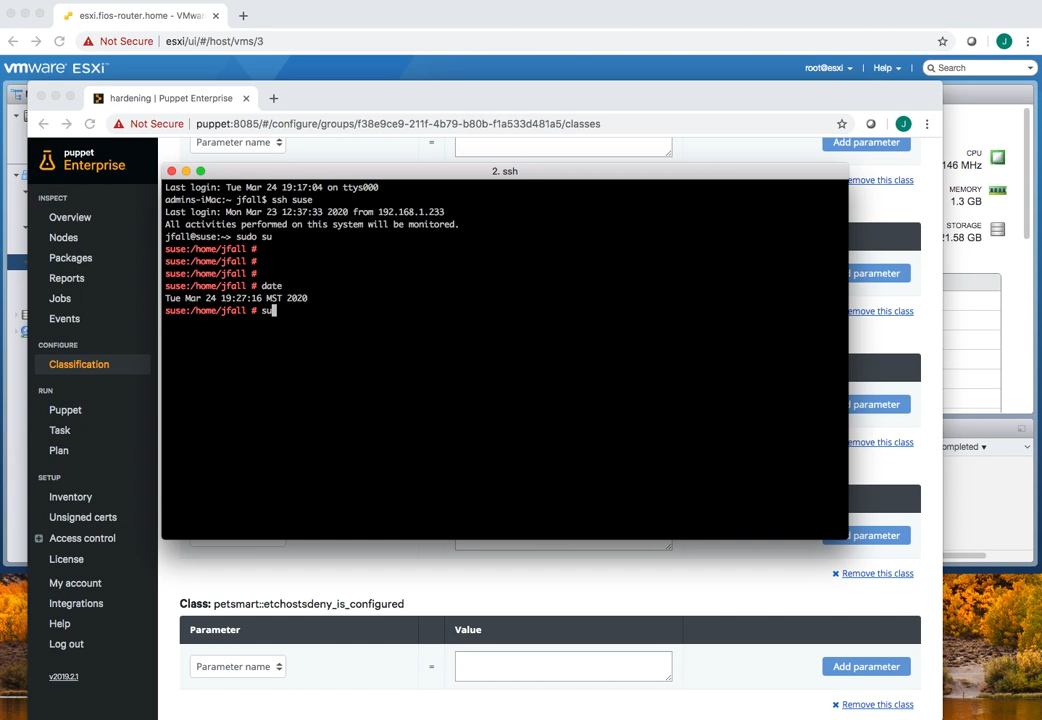 esxi.fios-router.home - VMwar
Not Secure esxi/ui/#/host/vms/3
J
vmware ESXi
root@esxi Help Search
hardening | Puppet Enterprise
Not Secure puppet:8085/#/configure/groups/f38e9ce9-211f-4b79-b80b-f1a533d481a5/classes
J
puppet
Enterprise
INSPECT
Overview
Nodes
Packages
Reports
Jobs
Events
CONFIGURE
Classification
RUN
Puppet
Task
Plan
SETUP
Inventory
Unsigned certs
Access control
License
My account
Integrations
Help
Log out
v2019.2.1
Parameter name = Add parameter
2. ssh
Last login: Tue Mar 24 19:17:04 on ttys000
admins-iMac:~ jfall$ ssh suse
Last login: Mon Mar 23 12:37:33 2020 from 192.168.1.233
All activities performed on this system will be monitored.
jfall@suse:~> sudo su
suse:/home/jfall #
suse:/home/jfall #
suse:/home/jfall #
suse:/home/jfall # date
Tue Mar 24 19:27:16 MST 2020
suse:/home/jfall # su
emove this class
d parameter
emove this class
d parameter
emove this class
d parameter
Remove this class
Class: petsmart::etchostsdeny_is_configured
Parameter Value
Parameter name = Add parameter
Remove this class
CPU
146 MHz
MEMORY
1.3 GB
STORAGE
21.58 GB
ompleted